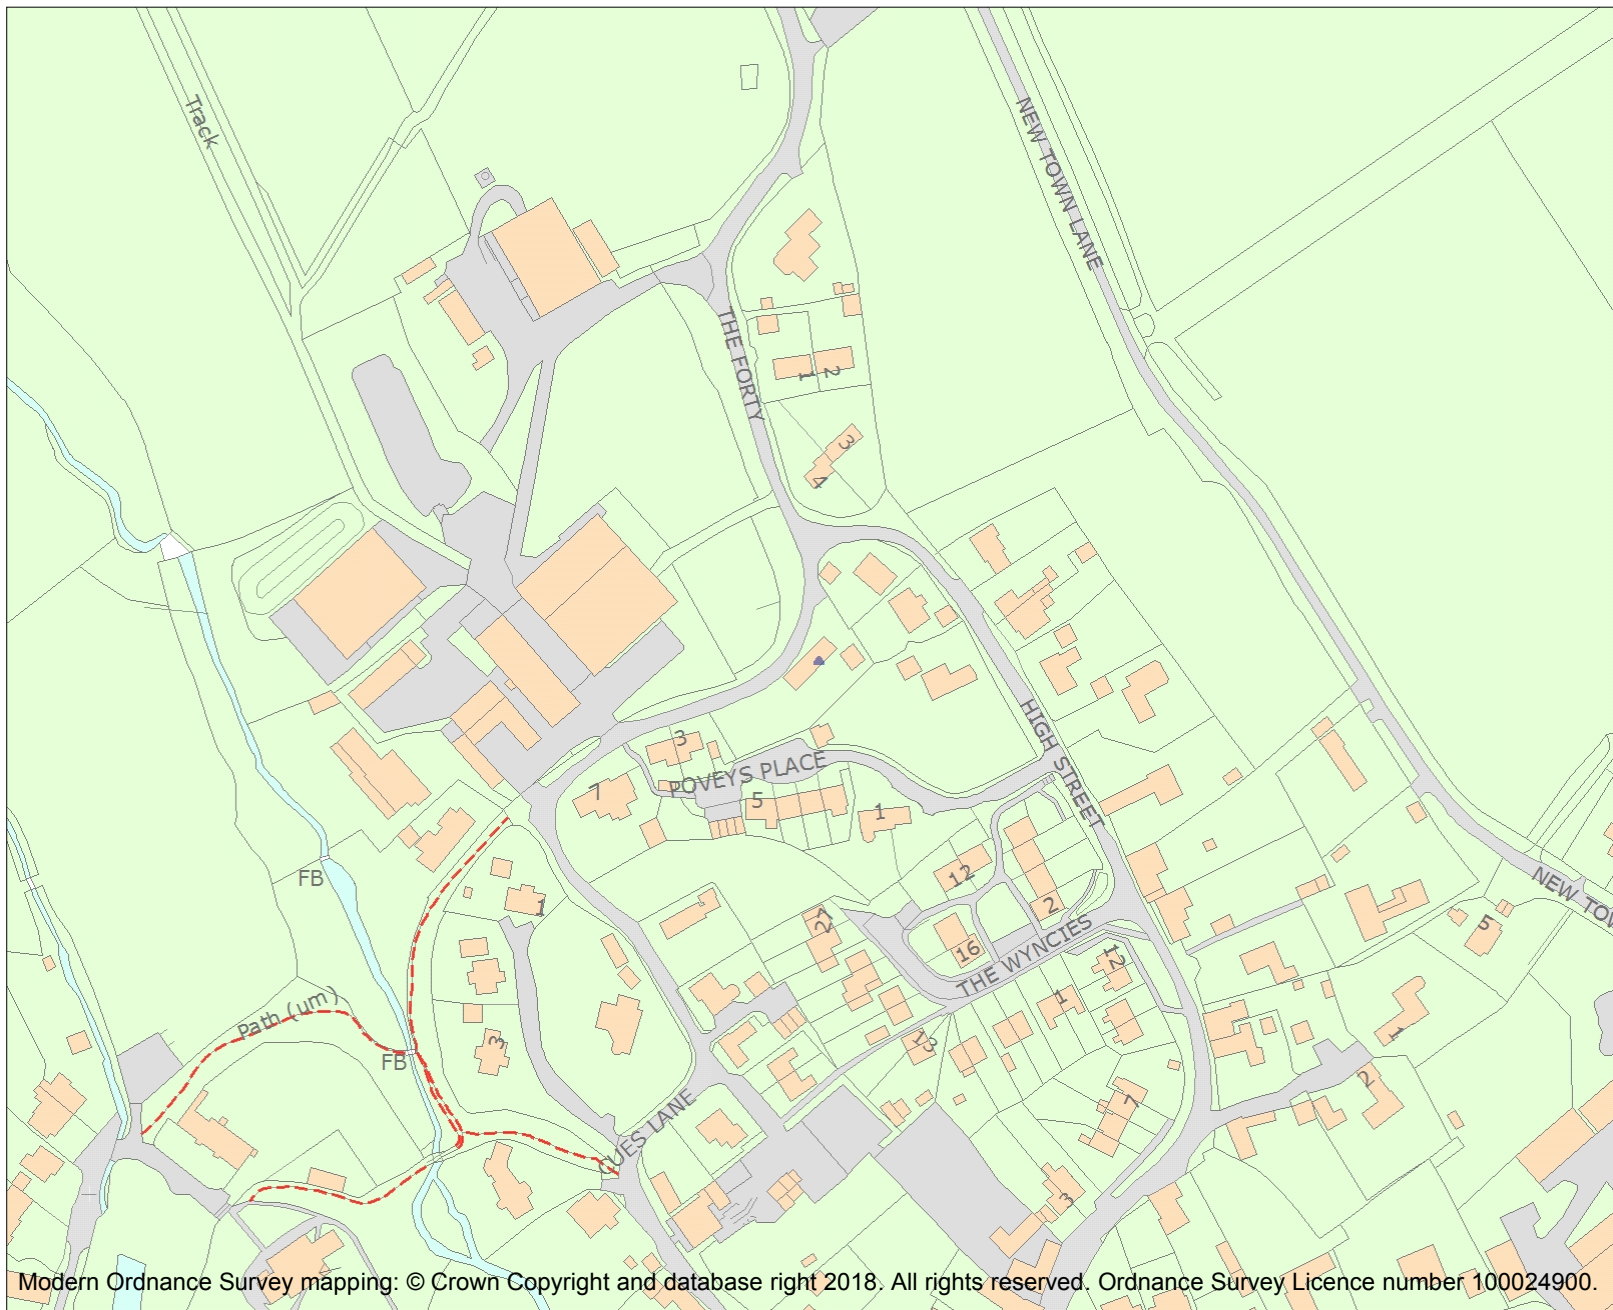 Track
NEW TOWN LANE
THE FORTY
1
2
3
4
HIGH STREET
3
POVEYS PLACE
7
5
1
12
2
27
16
THE WYNCIES
NEW TOW
5
FB
1
12
1
Path (um)
FB
3
13
1
2
7
CUES LANE
3
Modern Ordnance Survey mapping: © Crown Copyright and database right 2018. All rights reserved. Ordnance Survey Licence number 100024900.